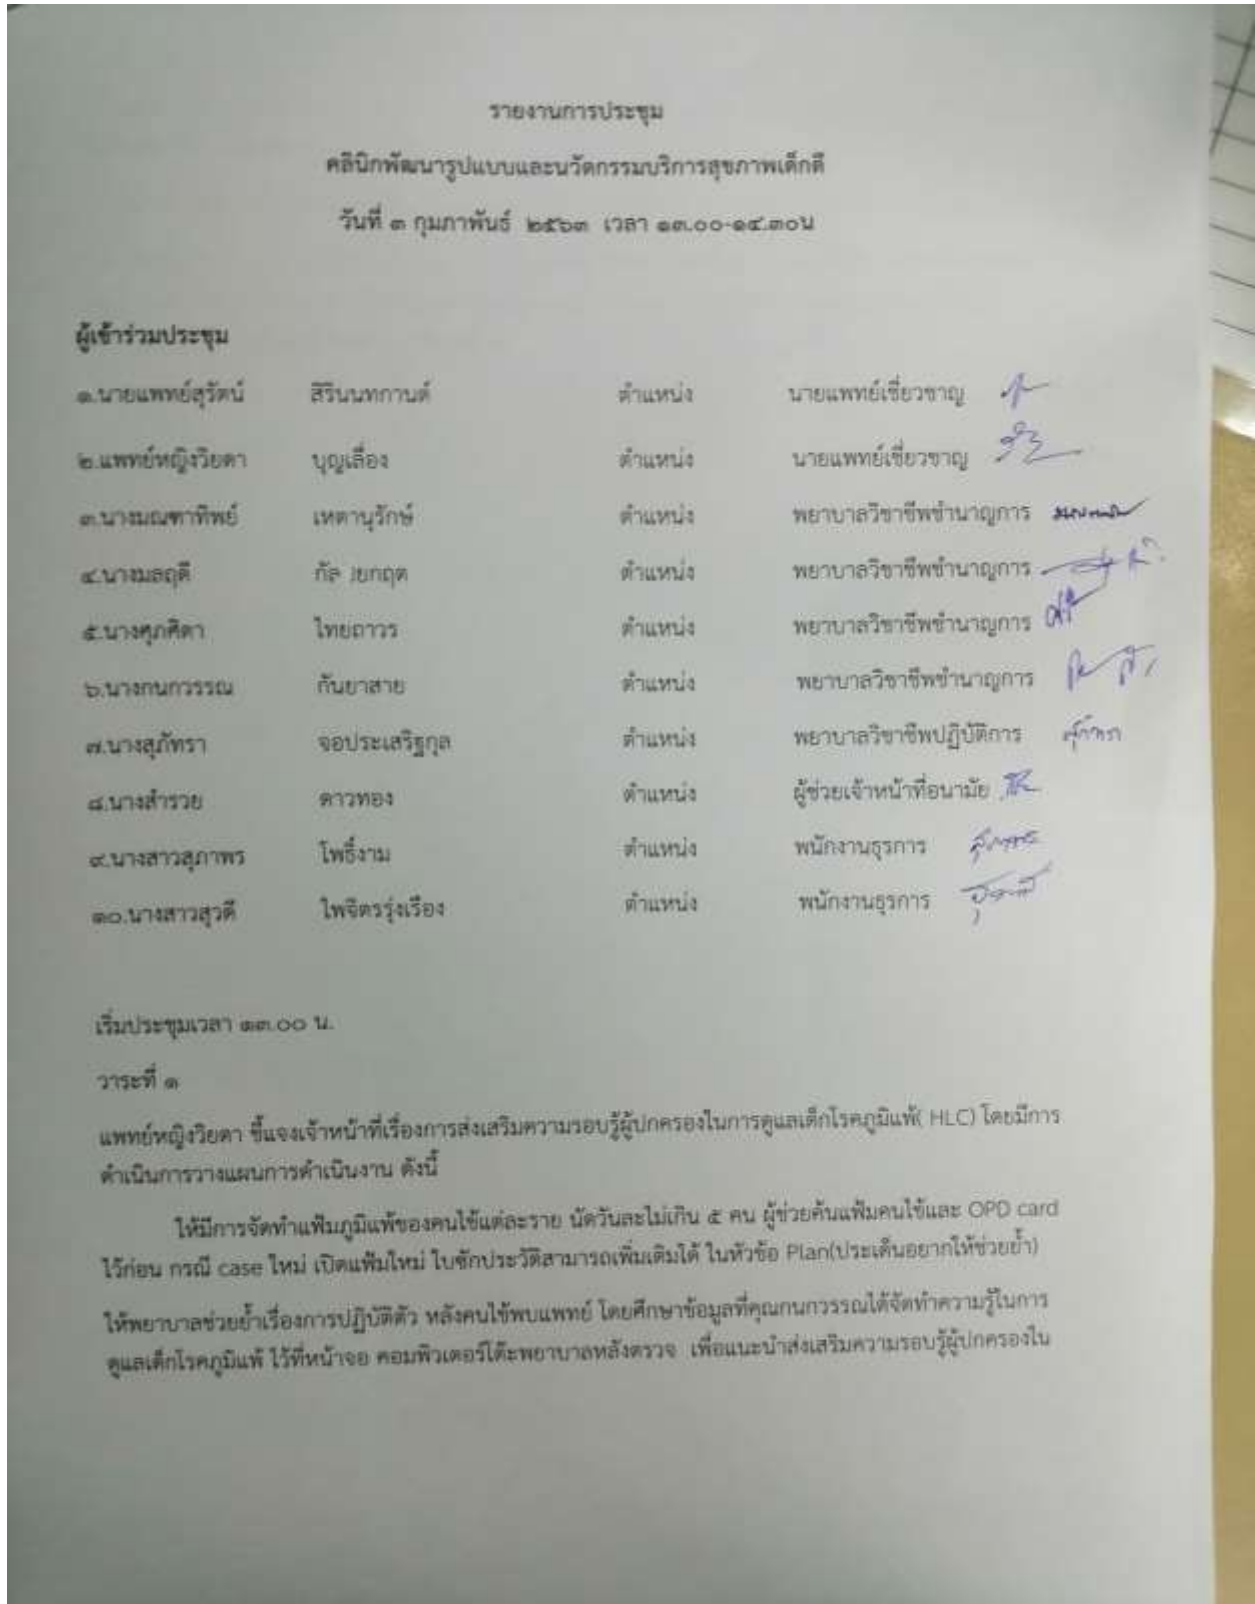 รายงานการประชุม
คลินิกพัฒนารูปแบบและนวัตกรรมบริการสุขภาพเด็กดี
วันที่ ๓ กุมภาพันธ์ ๒๕๖๓ เวลา ๑๓.๐๐-๑๔.๓๐น
ผู้เข้าร่วมประชุม
๑.นายแพทย์สุรัตน์ สิรินนทกานต์ ตำแหน่ง นายแพทย์เชี่ยวชาญ
๒.แพทย์หญิงวิยดา บุญเลื่อง ตำแหน่ง นายแพทย์เชี่ยวชาญ
๓.นางมณฑาทิพย์ เหตานุรักษ์ ตำแหน่ง พยาบาลวิชาชีพชำนาญการ
๔.นางมลฤดี ตำแหน่ง พยาบาลวิชาชีพชำนาญการ
๕.นางศุภศิตา ไทยถาวร ตำแหน่ง พยาบาลวิชาชีพชำนาญการ
๖.นางกนกวรรณ กันยาสาย ตำแหน่ง พยาบาลวิชาชีพชำนาญการ
๗.นางสุภัทรา จอประเสริฐกุล ตำแหน่ง พยาบาลวิชาชีพปฏิบัติการ สุภัทรา
๘.นางสำรวย ดาวทอง ตำแหน่ง ผู้ช่วยเจ้าหน้าที่อนามัย
๙.นางสาวสุภาพร โพธิ์งาม ตำแหน่ง พนักงานธุรการ
๑๐.นางสาวสุวดี ไพจิตรรุ่งเรือง ตำแหน่ง พนักงานธุรการ
เริ่มประชุมเวลา ๑๓.๐๐ น.
วาระที่ ๑
แพทย์หญิงวิยดา ชี้แจงเจ้าหน้าที่เรื่องการส่งเสริมความรอบรู้ผู้ปกครองในการดูแลเด็กโรคภูมิแพ้( HLC) โดยมีการ
ดำเนินการวางแผนการดำเนินงาน ดังนี้
ให้มีการจัดทำแฟ้มภูมิแพ้ของคนไข้แต่ละราย นัดวันละไม่เกิน ๕ คน ผู้ช่วยค้นแฟ้มคนไข้และ OPD card
ไว้ก่อน กรณี case ใหม่ เปิดแฟ้มใหม่ ใบซักประวัติสามารถเพิ่มเติมได้ ในหัวข้อ Plan(ประเด็นอยากให้ช่วยย้ำ)
ให้พยาบาลช่วยย้ำเรื่องการปฏิบัติตัว หลังคนไข้พบแพทย์ โดยศึกษาข้อมูลที่คุณกนกวรรณได้จัดทำความรู้ในการ
ดูแลเด็กโรคภูมิแพ้ ไว้ที่หน้าจอ คอมพิวเตอร์โต๊ะพยาบาลหลังตรวจ เพื่อแนะนำส่งเสริมความรอบรู้ผู้ปกครองใน